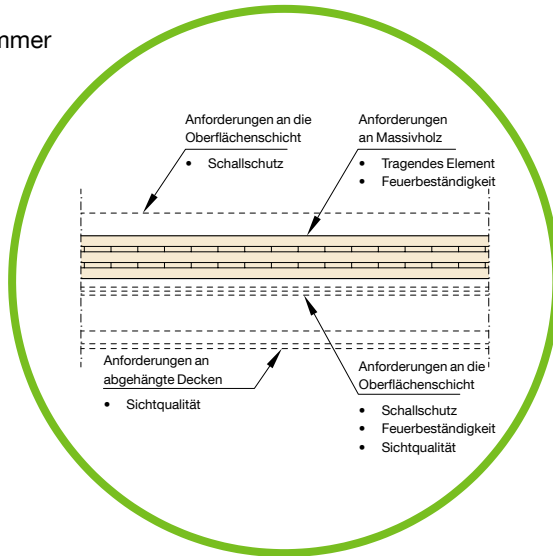 Anforderungen an die
Oberflächenschicht
• Schallschutz
Anforderungen
an Massivholz
• Tragendes Element
• Feuerbeständigkeit
Anforderungen an
abgehängte Decken
• Sichtqualität
Anforderungen an die
Oberflächenschicht
• Schallschutz
• Feuerbeständigkeit
• Sichtqualität